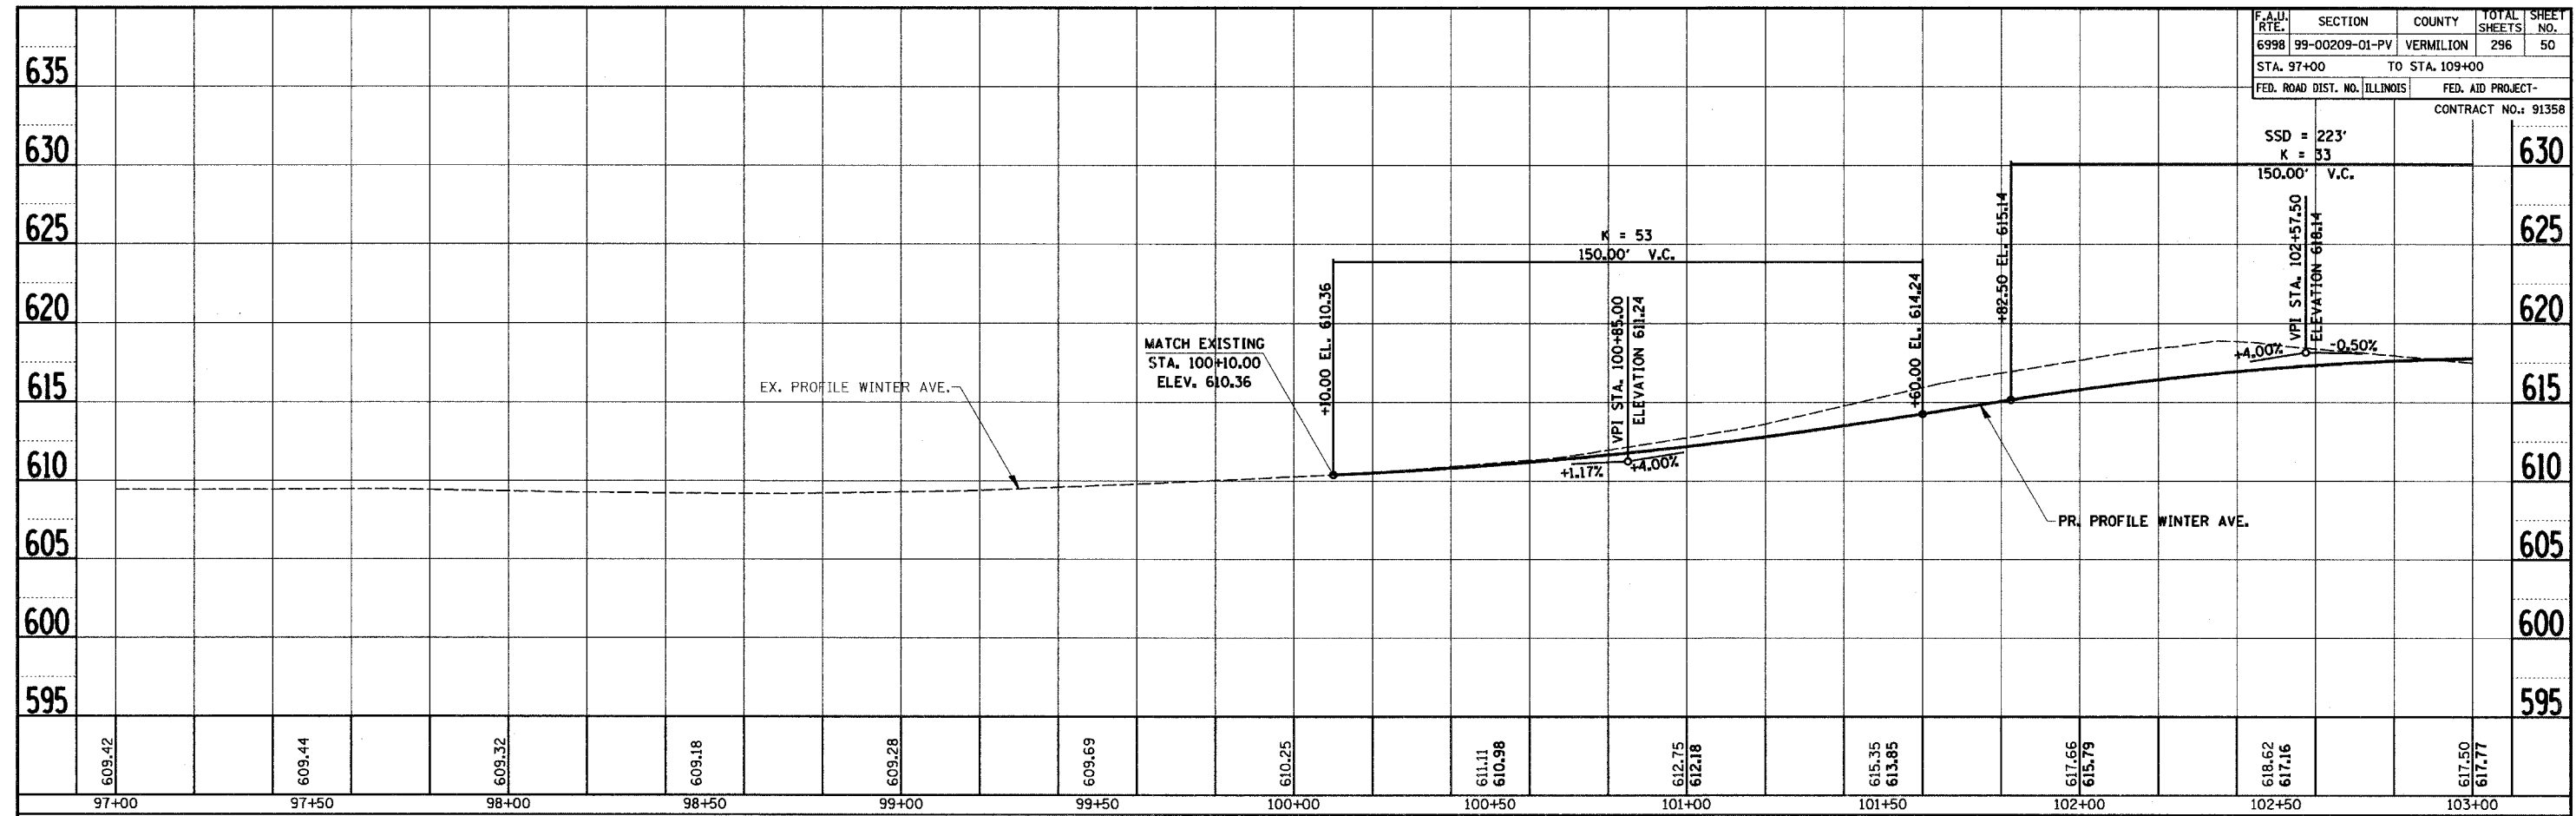 F.A.U. RTE. SECTION COUNTY TOTAL SHEETS SHEET NO.
6998 99-00209-01-PV VERMILION 296 50
STA. 97+00 TO STA. 109+00
FED. ROAD DIST. NO. ILLINOIS FED. AID PROJECT-
CONTRACT NO.: 91358
635
630
625
620
615
610
605
600
595
630
625
620
615
610
605
600
595
EX. PROFILE WINTER AVE.
MATCH EXISTING
STA. 100+10.00
ELEV. 610.36
+10.00 EL. 610.36
K = 53
150.00' V.C.
VPI STA. 100+85.00
ELEVATION 611.24
+1.17%
+4.00%
+60.00 EL. 614.24
+82.50 EL. 615.14
SSD = 223'
K = 33
150.00' V.C.
VPI STA. 102+57.50
ELEVATION 618.14
+4.00%
-0.50%
PR. PROFILE WINTER AVE.
609.42
609.44
609.32
609.18
609.28
609.69
610.25
611.11
610.98
612.75
612.18
615.35
613.85
617.66
615.79
618.62
617.16
617.50
617.77
97+00 97+50 98+00 98+50 99+00 99+50 100+00 100+50 101+00 101+50 102+00 102+50 103+00